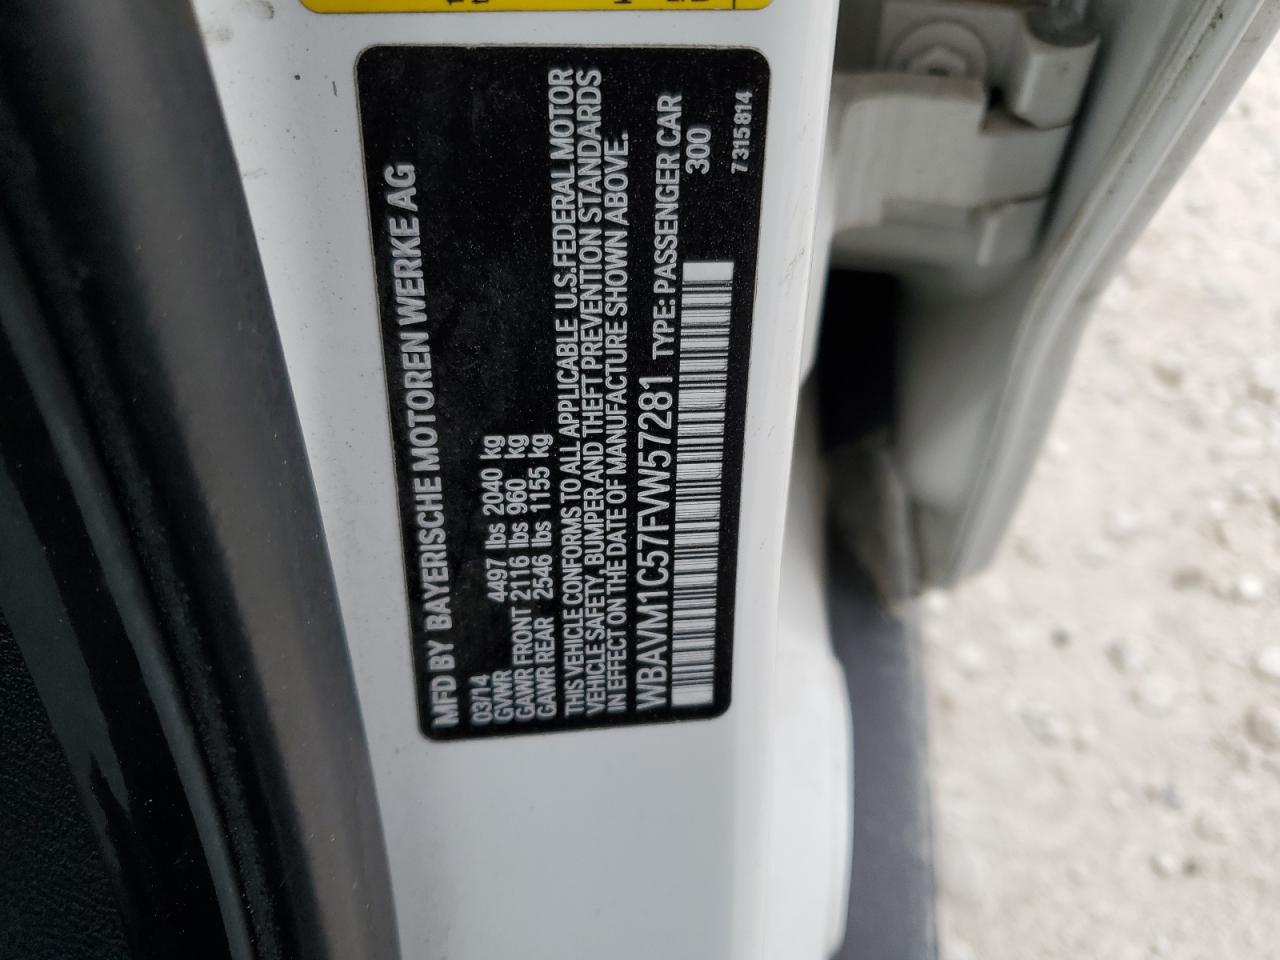 MFD BY BAYERISCHE MOTOREN WERKE AG
03/14
GVWR 4497 lbs 2040 kg
GAWR FRONT 2116 lbs 960 kg
GAWR REAR 2546 lbs 1155 kg
THIS VEHICLE CONFORMS TO ALL APPLICABLE U.S.FEDERAL MOTOR
VEHICLE SAFETY, BUMPER AND THEFT PREVENTION STANDARDS
IN EFFECT ON THE DATE OF MANUFACTURE SHOWN ABOVE.
WBAVM1C57FVW57281 TYPE: PASSENGER CAR
300
7315814